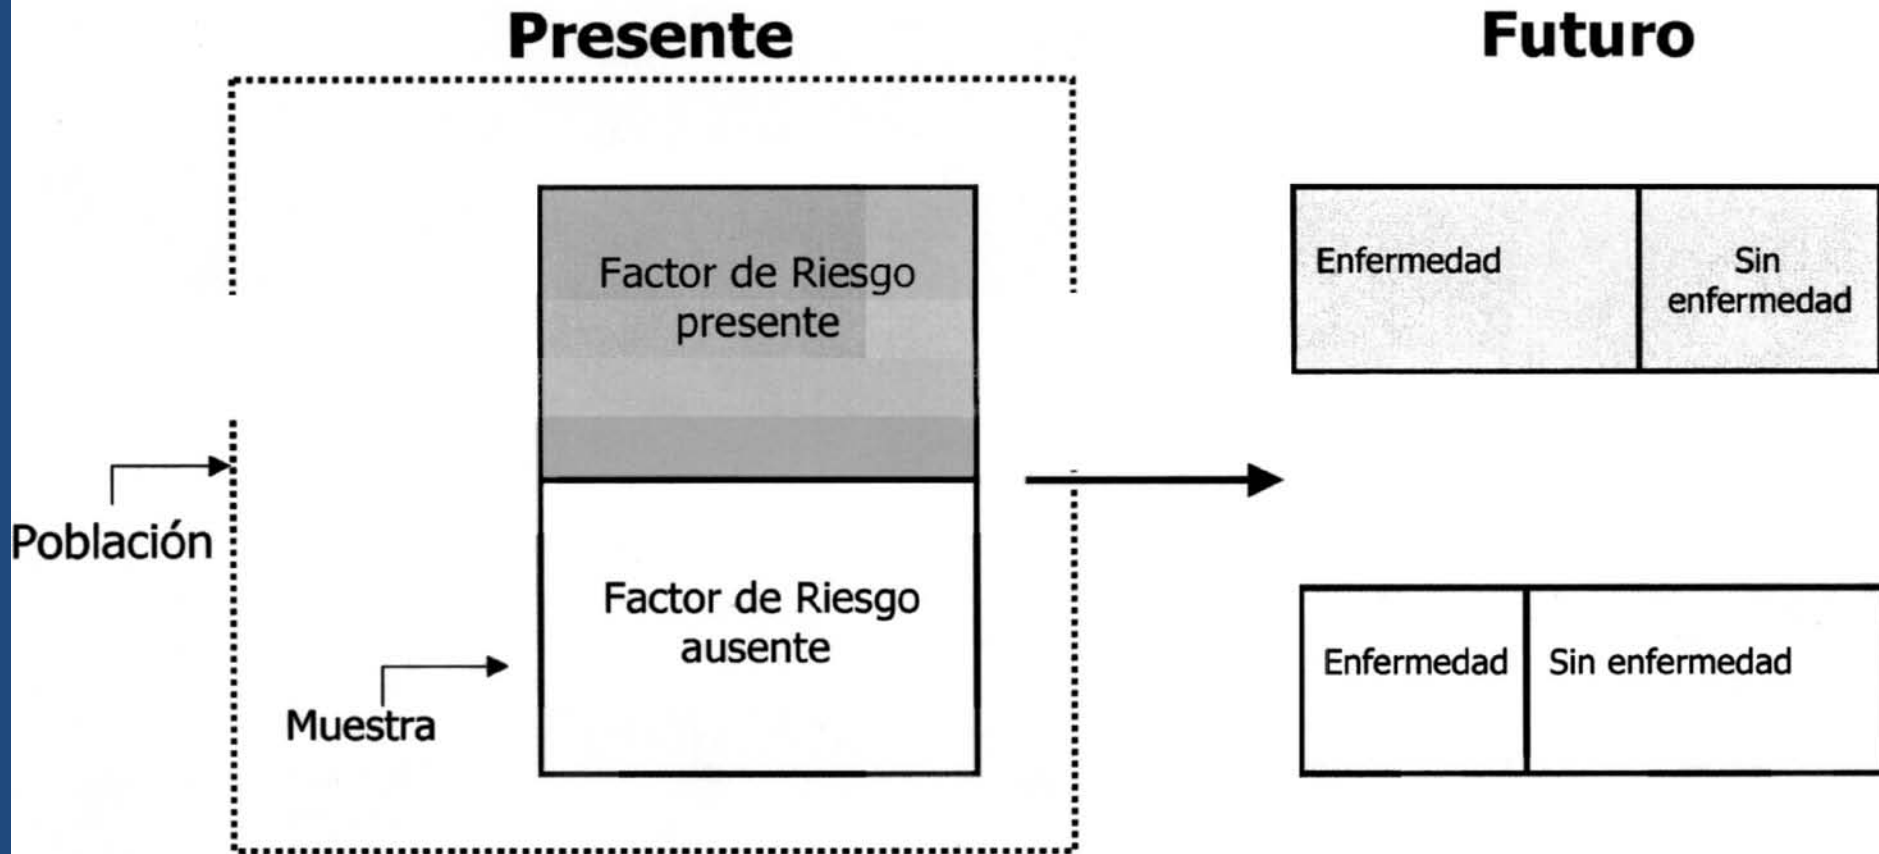 Presente
Futuro
Factor de Riesgo
presente
Enfermedad
Sin
enfermedad
Población
Factor de Riesgo
ausente
Muestra
Enfermedad
Sin enfermedad